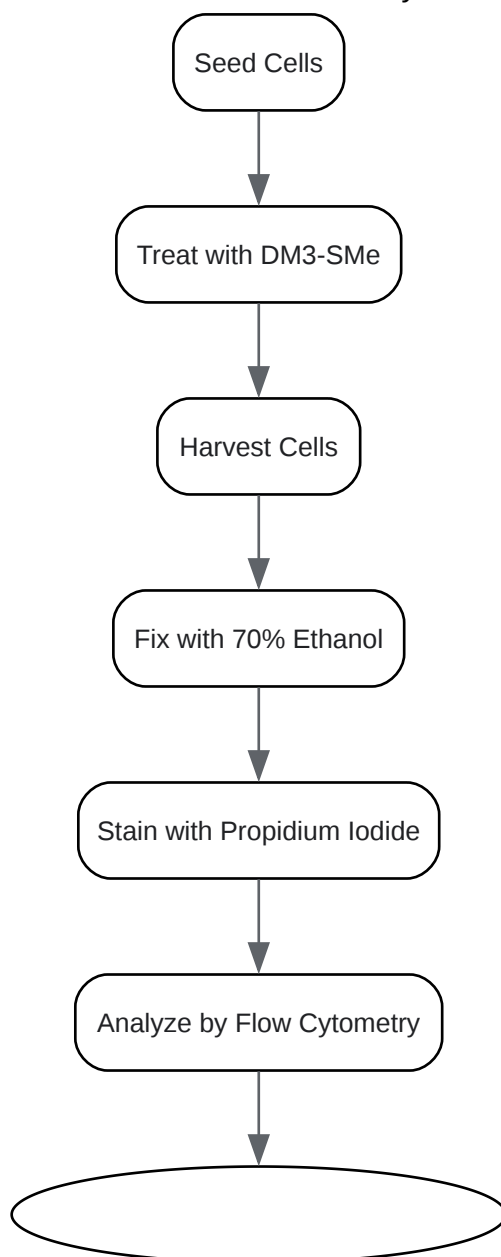 Seed Cells
Treat with DM3-SMe
Harvest Cells
Fix with 70% Ethanol
Stain with Propidium Iodide
Analyze by Flow Cytometry